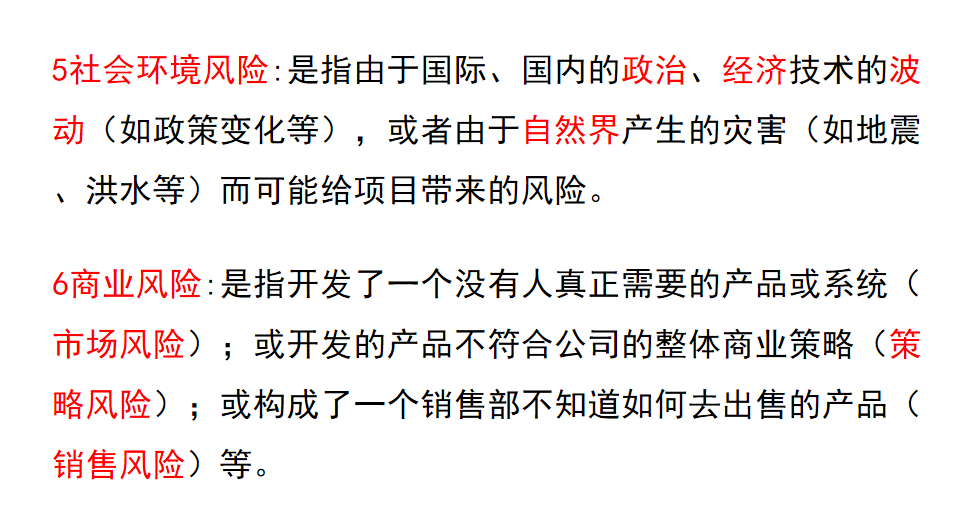 5社会环境风险:是指由于国际、国内的政治、经济技术的波
动（如政策变化等），或者由于自然界产生的灾害（如地震
、洪水等）而可能给项目带来的风险。
6商业风险:是指开发了一个没有人真正需要的产品或系统（
市场风险）；或开发的产品不符合公司的整体商业策略（策
略风险）；或构成了一个销售部不知道如何去出售的产品（
销售风险）等。